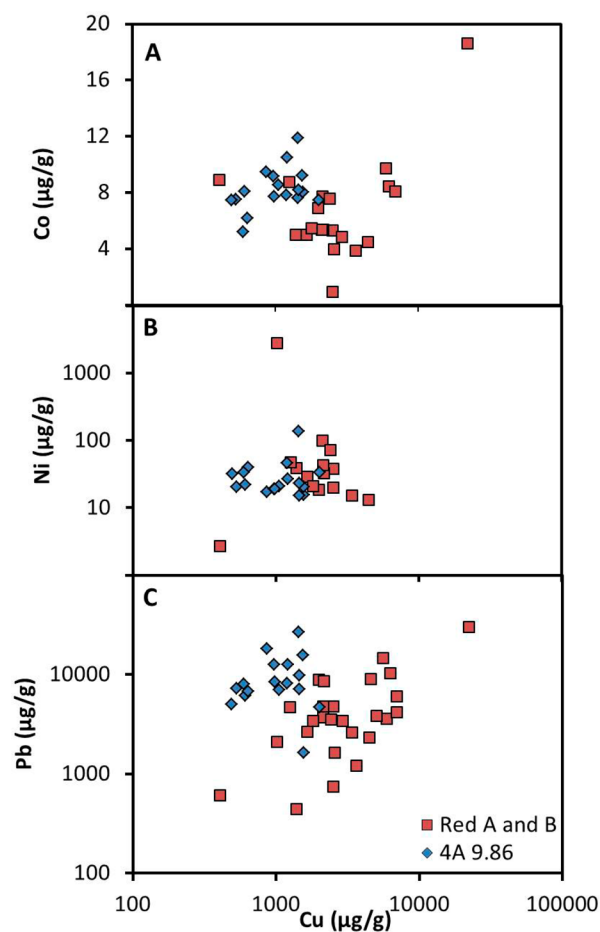 20
A
16
12
Co (µg/g)
8
4
B
1000
Ni (µg/g)
100
10
C
10000
Pb (µg/g)
1000
Red A and B
4A 9.86
100
100 1000 10000 100000
Cu (µg/g)